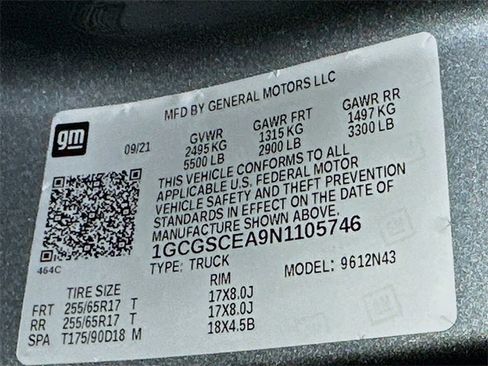 MFD BY GENERAL MOTORS LLC
gm
09/21
GVWR GAWR FRT GAWR RR
2495 KG 1315 KG 1497 KG
5500 LB 2900 LB 3300 LB
THIS VEHICLE CONFORMS TO ALL
APPLICABLE U.S. FEDERAL MOTOR
VEHICLE SAFETY AND THEFT PREVENTION
STANDARDS IN EFFECT ON THE DATE OF
MANUFACTURE SHOWN ABOVE.
1GCGSCEA9N1105746
464C
TYPE: TRUCK MODEL: 9612N43
TIRE SIZE RIM
FRT 255/65R17 T 17X8.0J
RR 255/65R17 T 17X8.0J
SPA T175/90D18 M 18X4.5B